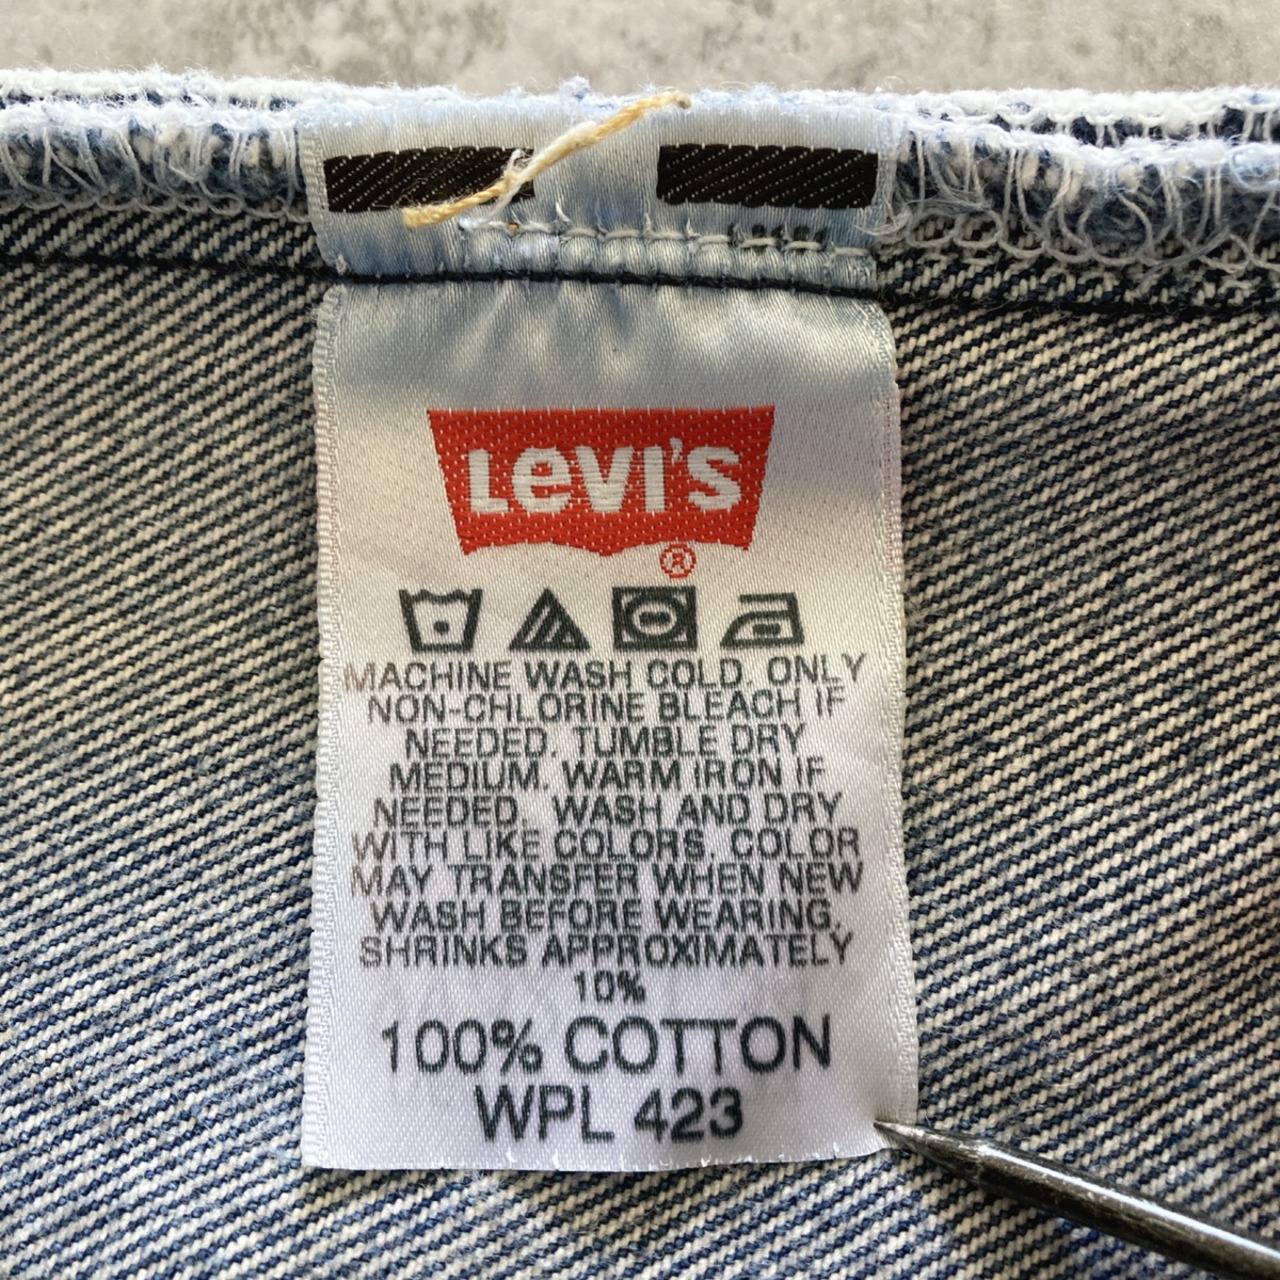 LEVI'S
®
MACHINE WASH COLD. ONLY
NON-CHLORINE BLEACH IF
NEEDED. TUMBLE DRY
MEDIUM. WARM IRON IF
NEEDED. WASH AND DRY
WITH LIKE COLORS. COLOR
MAY TRANSFER WHEN NEW
WASH BEFORE WEARING.
SHRINKS APPROXIMATELY
10%
100% COTTON
WPL 423